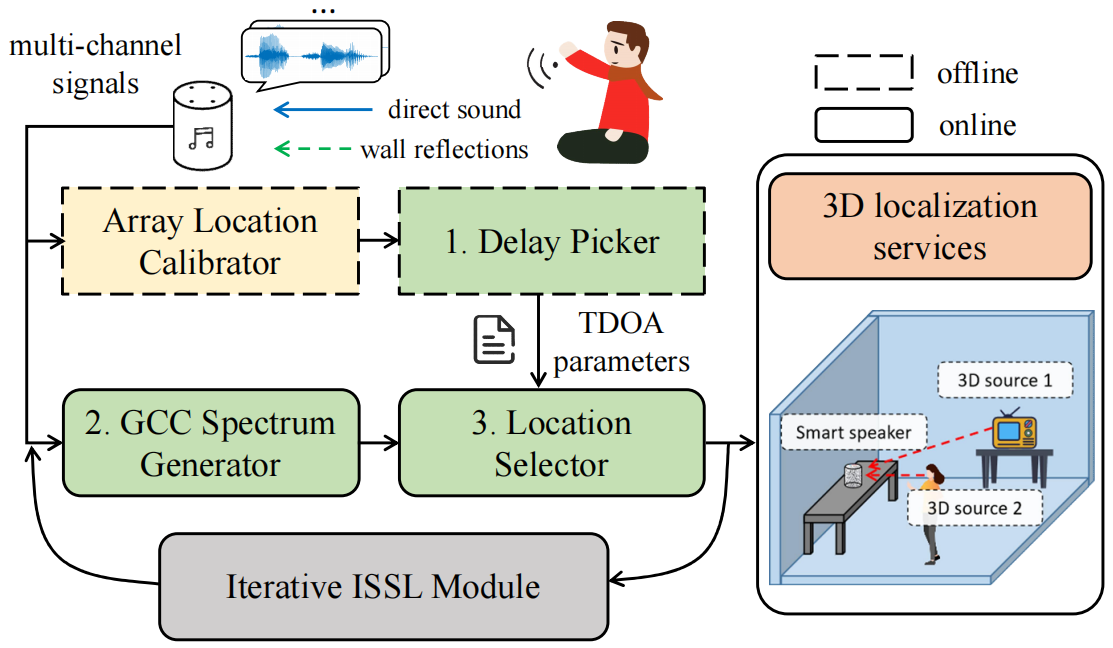 ...
multi-channel
signals
direct sound
wall reflections
offline
online
Array Location
Calibrator
1. Delay Picker
TDOA
parameters
2. GCC Spectrum
Generator
3. Location
Selector
Iterative ISSL Module
3D localization
services
3D source 1
Smart speaker
3D source 2